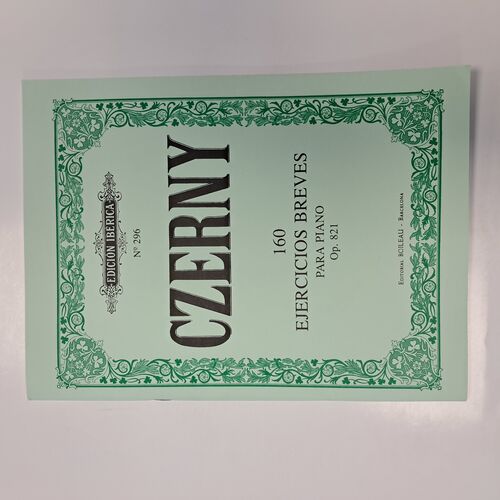 EDICION IBERICA
Nº 296
CZERNY
160
EJERCICIOS BREVES
PARA PIANO
Op. 821
EDITORIAL BOILEAU - BARCELONA